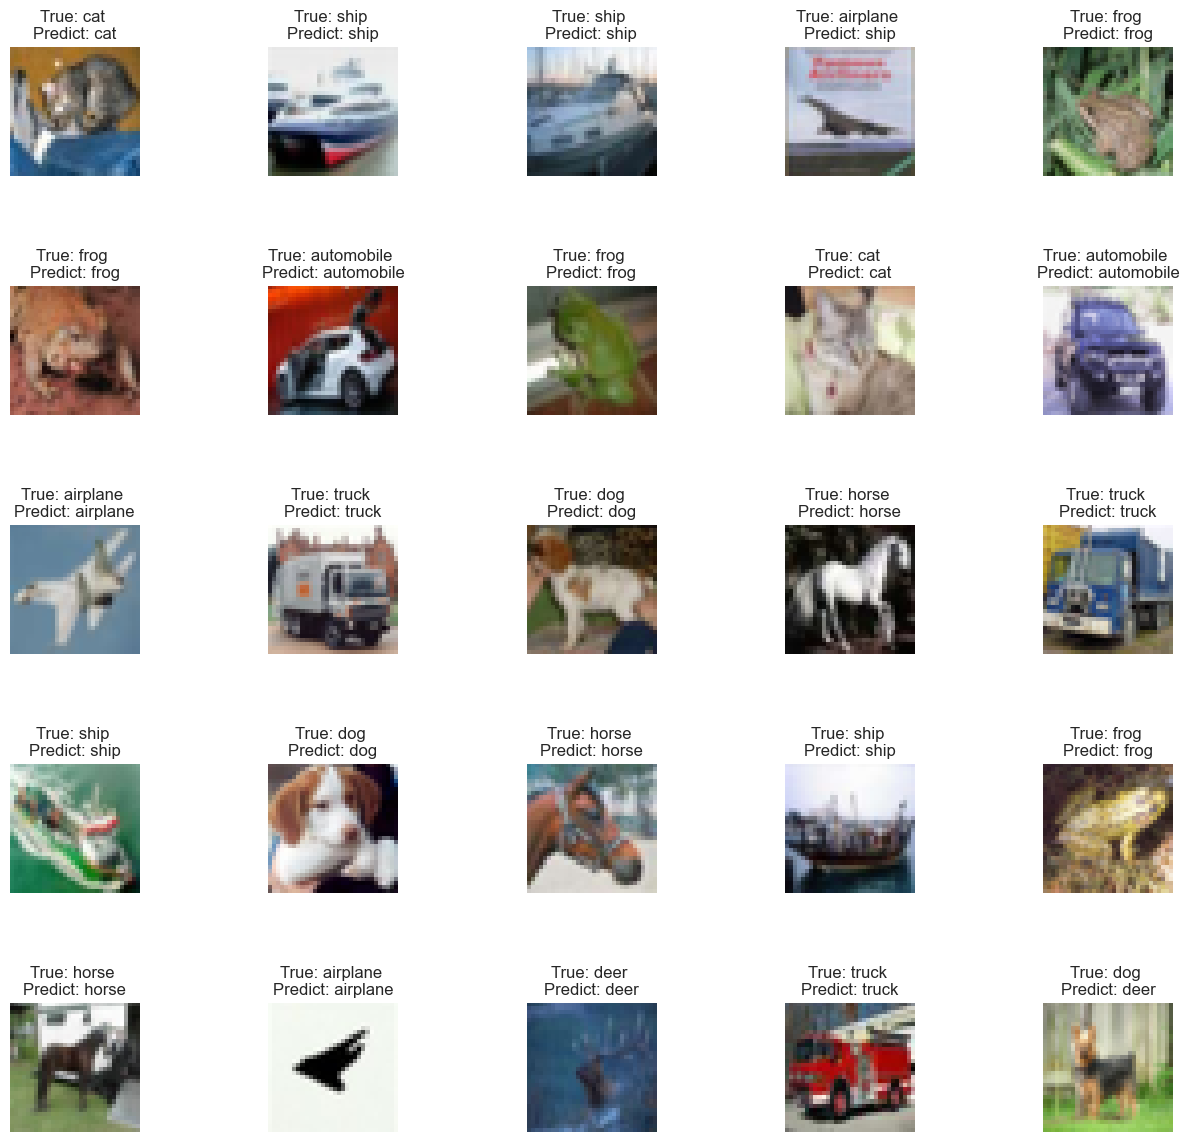 True: cat
Predict: cat
True: ship
Predict: ship
True: ship
Predict: ship
True: airplane
Predict: ship
True: frog
Predict: frog
True: frog
Predict: frog
True: automobile
Predict: automobile
True: frog
Predict: frog
True: cat
Predict: cat
True: automobile
Predict: automobile
True: airplane
Predict: airplane
True: truck
Predict: truck
True: dog
Predict: dog
True: horse
Predict: horse
True: truck
Predict: truck
True: ship
Predict: ship
True: dog
Predict: dog
True: horse
Predict: horse
True: ship
Predict: ship
True: frog
Predict: frog
True: horse
Predict: horse
True: airplane
Predict: airplane
True: deer
Predict: deer
True: truck
Predict: truck
True: dog
Predict: deer